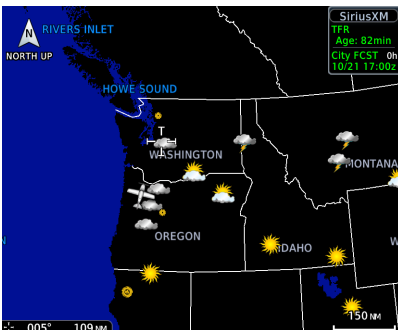 RIVERS INLET
SiriusXM
TFR
Age: 82min
City FCST 0h
10/21 17:00z
N
NORTH UP
HOWE SOUND
WASHINGTON
MONTANA
OREGON
IDAHO
N
W
150 NM
005° 109 NM